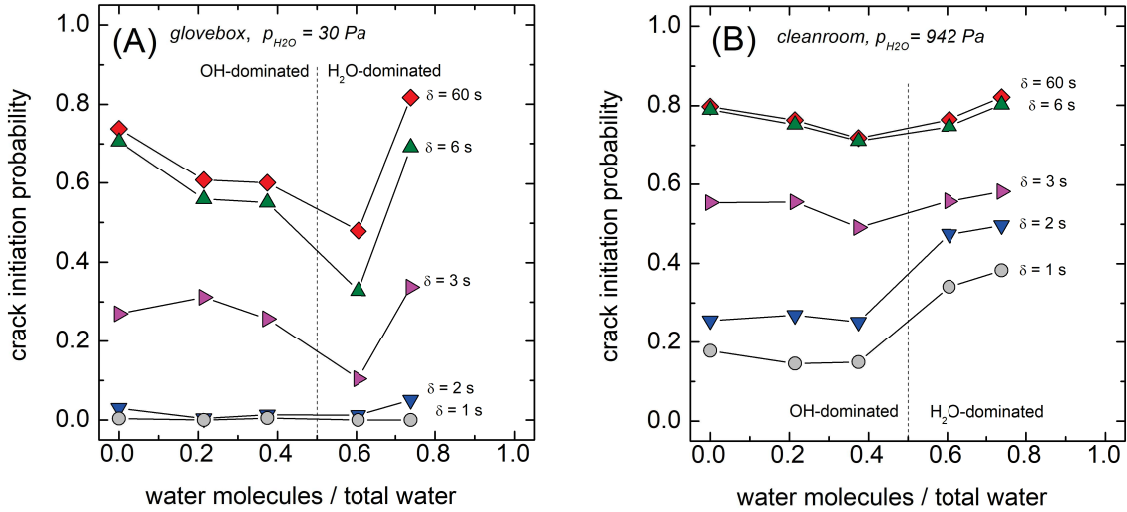 (A) glovebox, pH2O = 30 Pa
OH-dominated H2O-dominated
δ = 60 s
δ = 6 s
δ = 3 s
δ = 2 s
δ = 1 s
1.0
0.8
0.6
0.4
0.2
0.0
crack initiation probability
0.0 0.2 0.4 0.6 0.8 1.0
water molecules / total water
(B) cleanroom, pH2O = 942 Pa
δ = 60 s
δ = 6 s
δ = 3 s
δ = 2 s
δ = 1 s
OH-dominated H2O-dominated
1.0
0.8
0.6
0.4
0.2
0.0
crack initiation probability
0.0 0.2 0.4 0.6 0.8 1.0
water molecules / total water